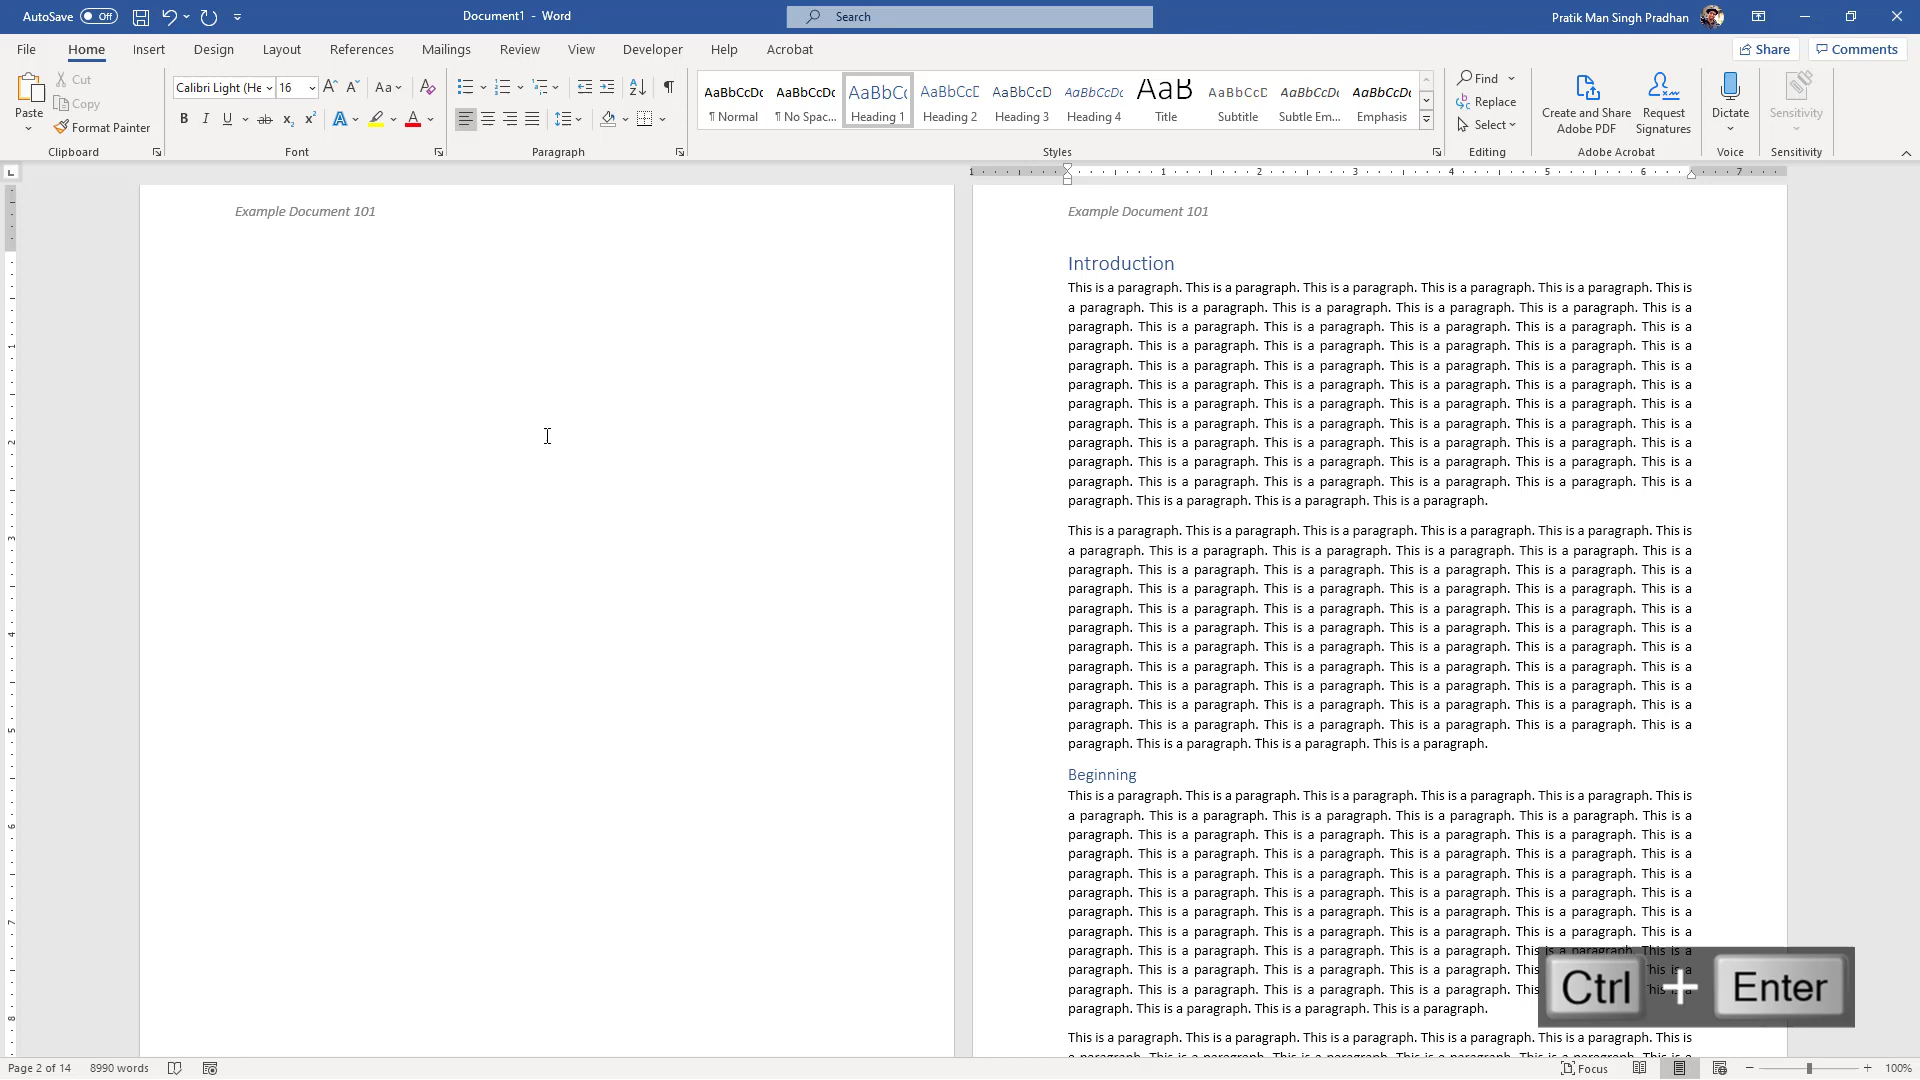 AutoSave Off Document1 - Word Search Pratik Man Singh Pradhan
File Home Insert Design Layout References Mailings Review View Developer Help Acrobat Share Comments
Paste Cut Copy Format Painter
Clipboard
Calibri Light (He 16
Font
Paragraph
AaBbCcDc AaBbCcDc AaBbCc AaBbCcD AaBbCcD AaBbCcDc AaB AaBbCcD AaBbCcDc AaBbCcDc
¶ Normal ¶ No Spac... Heading 1 Heading 2 Heading 3 Heading 4 Title Subtitle Subtle Em... Emphasis
Styles
Find
Replace
Select
Editing
Create and Share Adobe PDF
Request Signatures
Adobe Acrobat
Dictate
Voice
Sensitivity
Sensitivity
1 1 2 3 4 5 6 7
Example Document 101
Example Document 101
Introduction
This is a paragraph. This is a paragraph. This is a paragraph. This is a paragraph. This is a paragraph. This is
a paragraph. This is a paragraph. This is a paragraph. This is a paragraph. This is a paragraph. This is a
paragraph. This is a paragraph. This is a paragraph. This is a paragraph. This is a paragraph. This is a
paragraph. This is a paragraph. This is a paragraph. This is a paragraph. This is a paragraph. This is a
paragraph. This is a paragraph. This is a paragraph. This is a paragraph. This is a paragraph. This is a
paragraph. This is a paragraph. This is a paragraph. This is a paragraph. This is a paragraph. This is a
paragraph. This is a paragraph. This is a paragraph. This is a paragraph. This is a paragraph. This is a
paragraph. This is a paragraph. This is a paragraph. This is a paragraph. This is a paragraph. This is a
paragraph. This is a paragraph. This is a paragraph. This is a paragraph. This is a paragraph. This is a
paragraph. This is a paragraph. This is a paragraph. This is a paragraph. This is a paragraph. This is a
paragraph. This is a paragraph. This is a paragraph. This is a paragraph. This is a paragraph. This is a
paragraph. This is a paragraph. This is a paragraph. This is a paragraph.
This is a paragraph. This is a paragraph. This is a paragraph. This is a paragraph. This is a paragraph. This is
a paragraph. This is a paragraph. This is a paragraph. This is a paragraph. This is a paragraph. This is a
paragraph. This is a paragraph. This is a paragraph. This is a paragraph. This is a paragraph. This is a
paragraph. This is a paragraph. This is a paragraph. This is a paragraph. This is a paragraph. This is a
paragraph. This is a paragraph. This is a paragraph. This is a paragraph. This is a paragraph. This is a
paragraph. This is a paragraph. This is a paragraph. This is a paragraph. This is a paragraph. This is a
paragraph. This is a paragraph. This is a paragraph. This is a paragraph. This is a paragraph. This is a
paragraph. This is a paragraph. This is a paragraph. This is a paragraph. This is a paragraph. This is a
paragraph. This is a paragraph. This is a paragraph. This is a paragraph. This is a paragraph. This is a
paragraph. This is a paragraph. This is a paragraph. This is a paragraph. This is a paragraph. This is a
paragraph. This is a paragraph. This is a paragraph. This is a paragraph. This is a paragraph. This is a
paragraph. This is a paragraph. This is a paragraph. This is a paragraph.
Beginning
This is a paragraph. This is a paragraph. This is a paragraph. This is a paragraph. This is a paragraph. This is
a paragraph. This is a paragraph. This is a paragraph. This is a paragraph. This is a paragraph. This is a
paragraph. This is a paragraph. This is a paragraph. This is a paragraph. This is a paragraph. This is a
paragraph. This is a paragraph. This is a paragraph. This is a paragraph. This is a paragraph. This is a
paragraph. This is a paragraph. This is a paragraph. This is a paragraph. This is a paragraph. This is a
paragraph. This is a paragraph. This is a paragraph. This is a paragraph. This is a paragraph. This is a
paragraph. This is a paragraph. This is a paragraph. This is a paragraph. This is a paragraph. This is a
paragraph. This is a paragraph. This is a paragraph. This is a paragraph. This is a paragraph. This is a
paragraph. This is a paragraph. This is a paragraph. This is a paragraph. This is a paragraph. This is a
paragraph. This is a paragraph. This is a paragraph. This is a paragraph. This
paragraph. This is a paragraph. This is a paragraph. This is a paragraph. This
paragraph. This is a paragraph. This is a paragraph. This is a paragraph.
This is a paragraph. This is a paragraph. This is a paragraph. This is a paragraph. This is a paragraph. This is
Ctrl + Enter
Page 2 of 14 8990 words Focus 100%